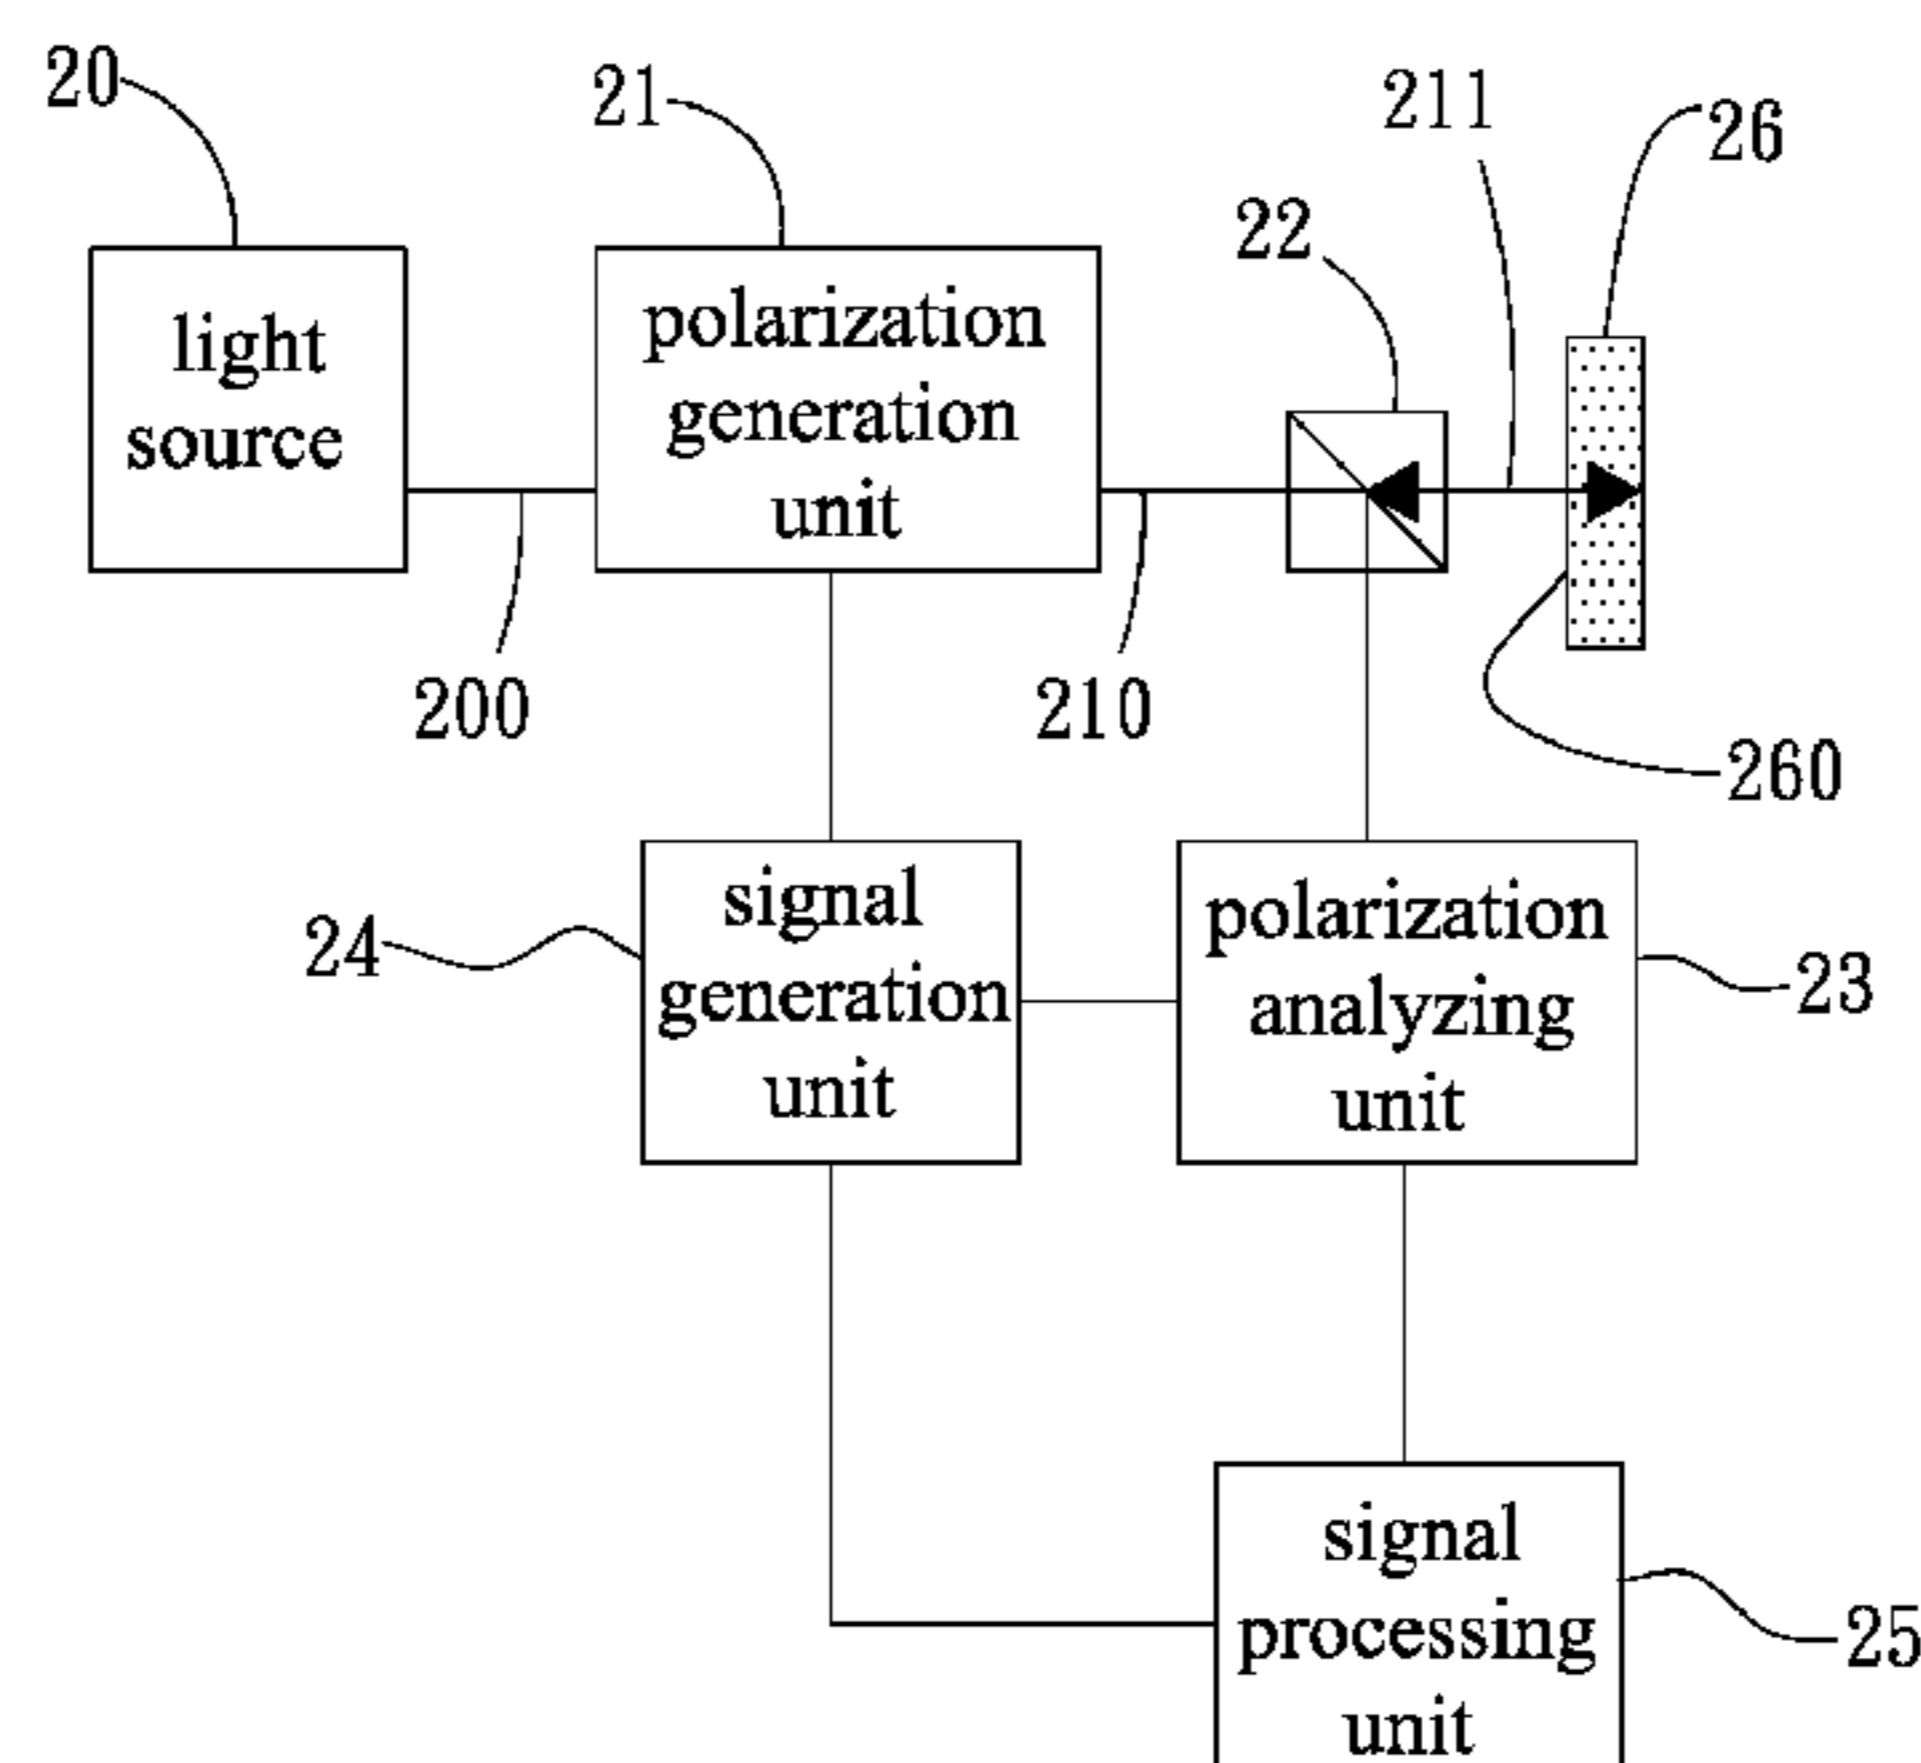 20
21
211
26
22
light
source
polarization
generation
unit
200
210
260
signal
generation
unit
24
polarization
analyzing
unit
23
signal
processing
unit
25